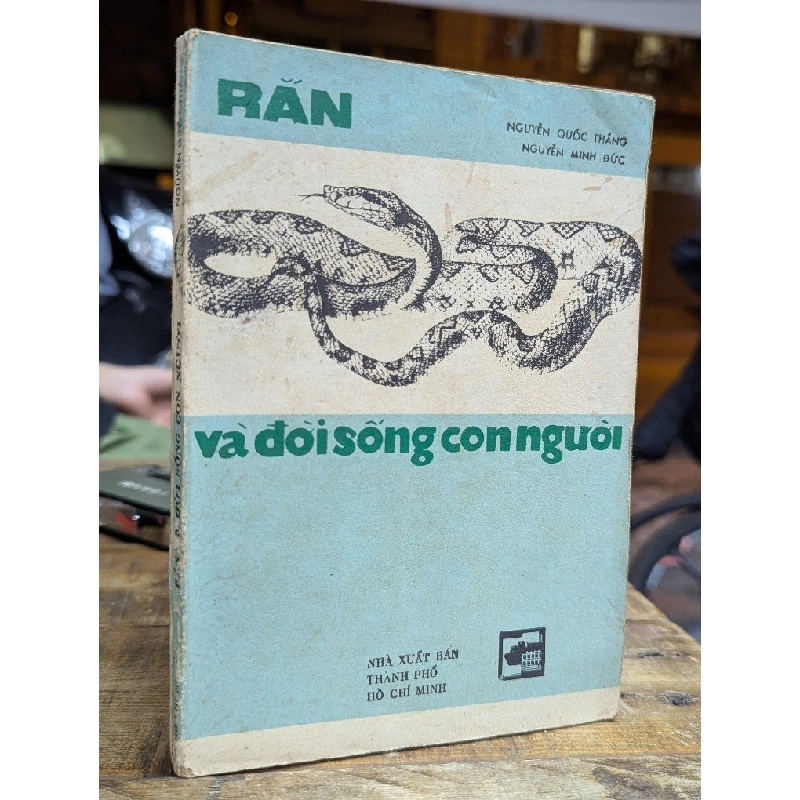 RẮN
NGUYỄN QUỐC THẮNG
NGUYỄN MINH ĐỨC
và đời sống con người
NHÀ XUẤT BẢN
THÀNH PHỐ
HỒ CHÍ MINH